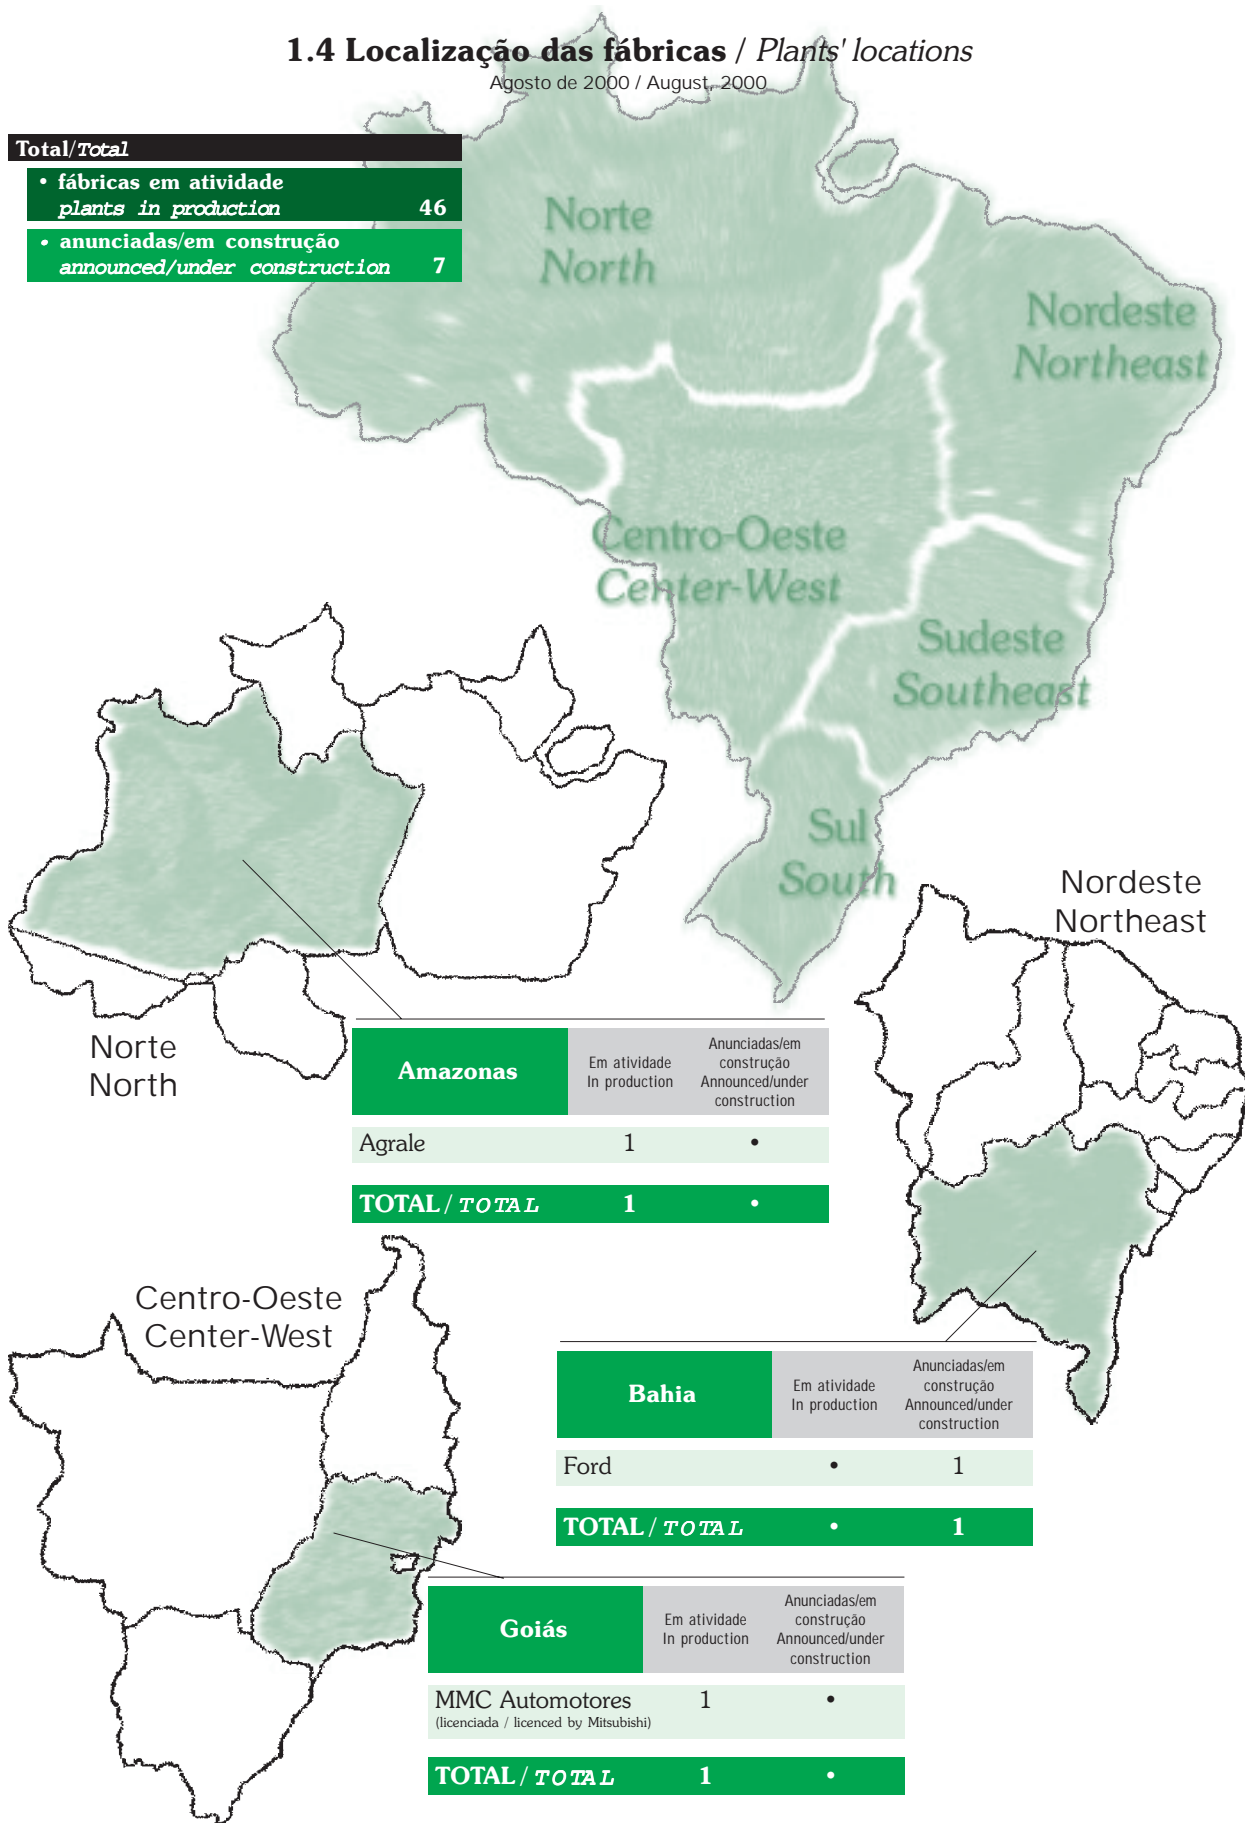 1.4 Localização das fábricas / Plants' locations
Agosto de 2000 / August, 2000
Total/Total
• fábricas em atividade
plants in production 46
• anunciadas/em construção
announced/under construction 7
Norte
North
Nordeste
Northeast
Centro-Oeste
Center-West
Sudeste
Southeast
Sul
South
Nordeste
Northeast
Norte
North
Amazonas
Em atividade
In production
Anunciadas/em
construção
Announced/under
construction
Agrale 1 •
TOTAL / TOTAL 1 •
Centro-Oeste
Center-West
Bahia
Em atividade
In production
Anunciadas/em
construção
Announced/under
construction
Ford • 1
TOTAL / TOTAL • 1
Goiás
Em atividade
In production
Anunciadas/em
construção
Announced/under
construction
MMC Automotores 1 •
(licenciada / licenced by Mitsubishi)
TOTAL / TOTAL 1 •